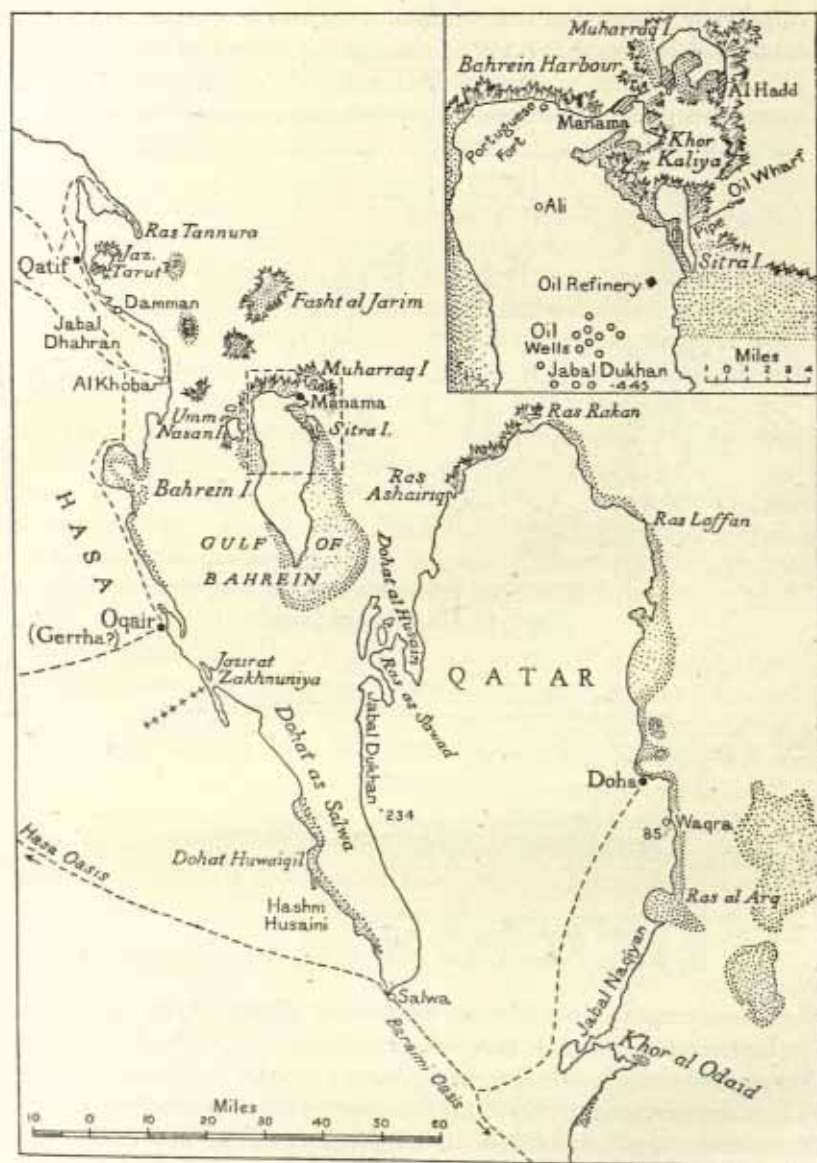 Muharraq I.
Bahrein Harbour
Al Hadd
Portuguese
Fort
Manama
Khor
Kaliya
Oil Wharf
Pipe
Ali
Sitra I.
Oil Refinery
Oil
Wells
Jabal Dukhan
445
Miles
1 0 1 2 3 4
Ras Tannura
Jaz.
Tarut
Qatif
Damman
Jabal
Dhahran
Fasht al Jarim
Al Khobar
Muharraq I
Manama
Umm
Nasan I.
Sitra I.
Bahrein I.
HASA
GULF OF
BAHREIN
Ras Rakan
Ras
Ashairiq
Ras Laffan
Dohat al Husain
Ras as Sawad
QATAR
Oqair
(Gerrha?)
Jazirat
Zakhnuniya
Dohat as
Salwa
Jabal Dukhan
234
Doha
Waqra
85
Hasa Oasis
Dohat Huwaiqil
Hashm
Husaini
Ras al Arq
Jabal Naqiyan
Salwa
Khor al Odaid
Baraimi Oasis
Miles
10 0 10 20 30 40 50 60